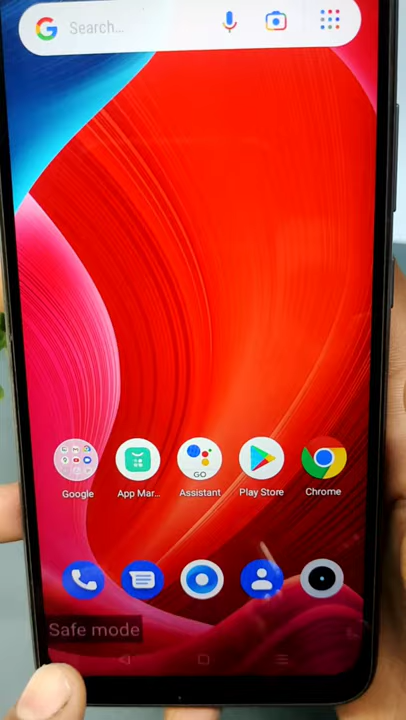 Search...
Google
App Mar..
Assistant
GO
Play Store
Chrome
Safe mode